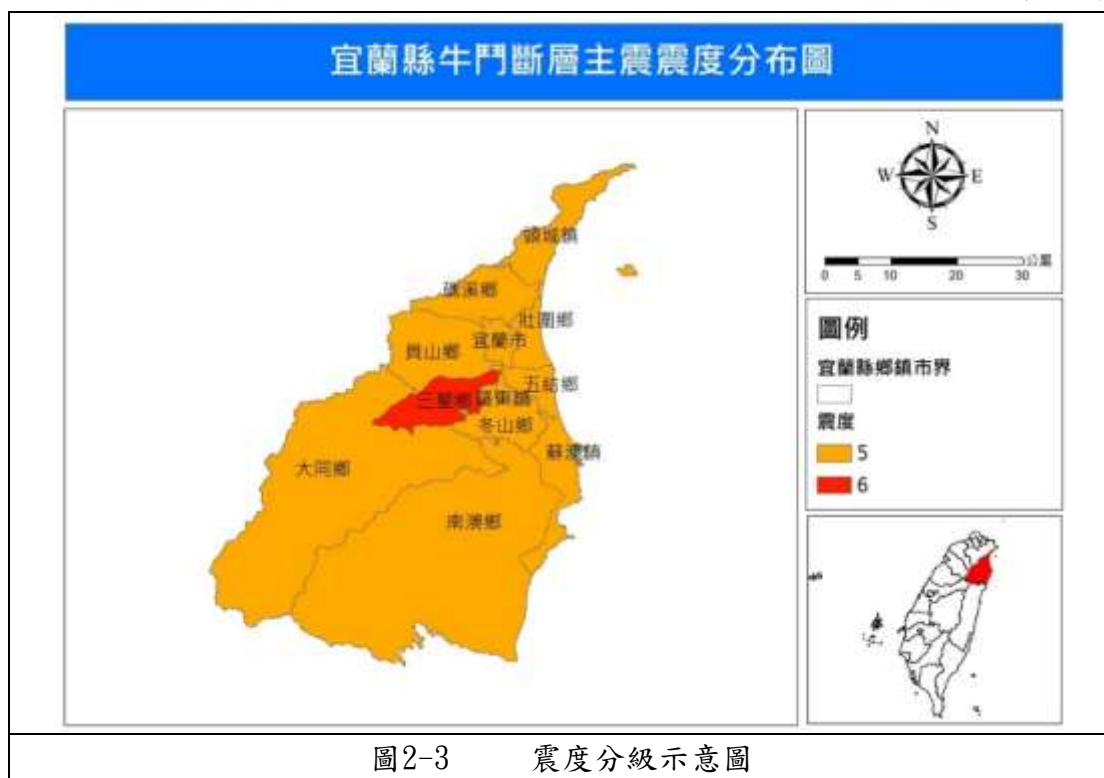 宜蘭縣牛鬥斷層主震震度分布圖
N
W
E
S
0 5 10 20 30 公里
頭城鎮
礁溪鄉
壯圍鄉
宜蘭市
員山鄉
五結鄉
三星鄉
羅東鎮
冬山鄉
蘇澳鎮
大同鄉
南澳鄉
圖例
宜蘭縣鄉鎮市界
震度
5
6
圖2-3 震度分級示意圖